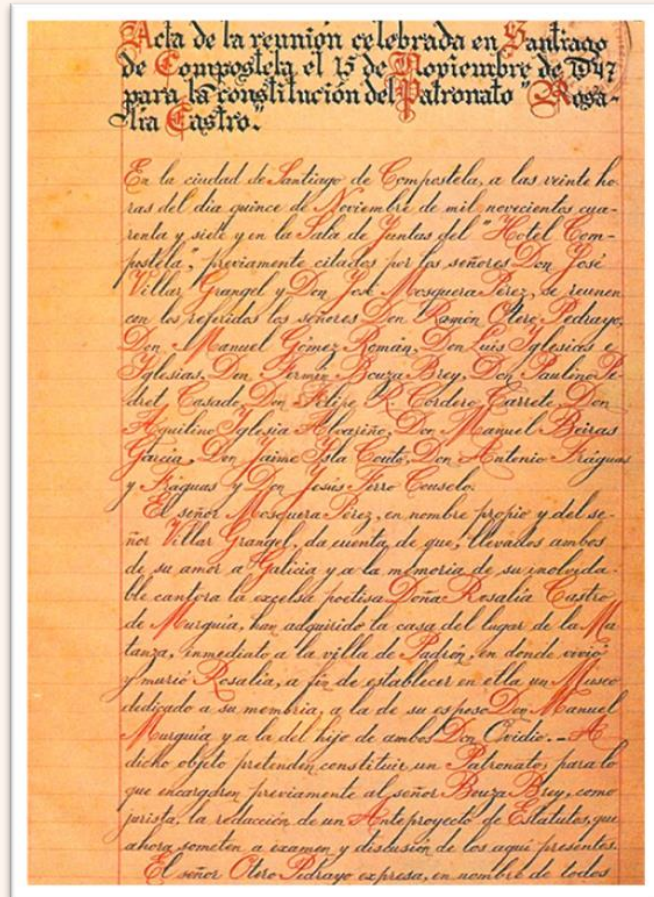 Acta de la reunión celebrada en Santiago
de Compostela el 15 de Noviembre de 1947
para la constitución del Patronato "Rosa-
lía Castro".
En la ciudad de Santiago de Compostela, a las veinte ho-
ras del dia quince de Noviembre de mil novecientos cua-
renta y siete y en la Sala de Juntas del "Hotel Com-
postela", previamente citados por los señores Don José
Villar Grangel y Don José Mosquera Pérez, se reunen
con los referidos los señores Don Ramón Otero Pedrayo,
Don Manuel Gómez Román, Don Luis Iglesias e
Iglesias, Don Fermin Bouza Brey, Don Paulino Pe-
dret Casado, Don Felipe R. Cordero Carrete, Don
Aquilino Iglesia Alvariño, Don Manuel Beiras
García, Don Jaime Isla Couto, Don Antonio Fráguas
y Fráguas y Don Jesús Ferro Couselo.
El señor Mosquera Pérez, en nombre propio y del se-
ñor Villar Grangel, da cuenta de que, llevados ambos
de su amor a Galicia y a la memoria de su inolvida-
ble cantora la excelsa poetisa Doña Rosalía Castro
de Murguía, han adquirido la casa del lugar de la Ma
tanza, inmediato a la villa de Padrón, en donde vivió
y murió Rosalía, a fin de establecer en ella un Museo
dedicado a su memoria, a la de su esposo Don Manuel
Murguía y a la del hijo de ambos Don Ovidio. - A
dicho objeto pretenden constituir un Patronato, para lo
que encargaron previamente al señor Bouza Brey, como
jurista, la redacción de un Anteproyecto de Estatutos, que
ahora someten a examen y discusión de los aquí presentes.
El señor Otero Pedrayo expresa, en nombre de todos